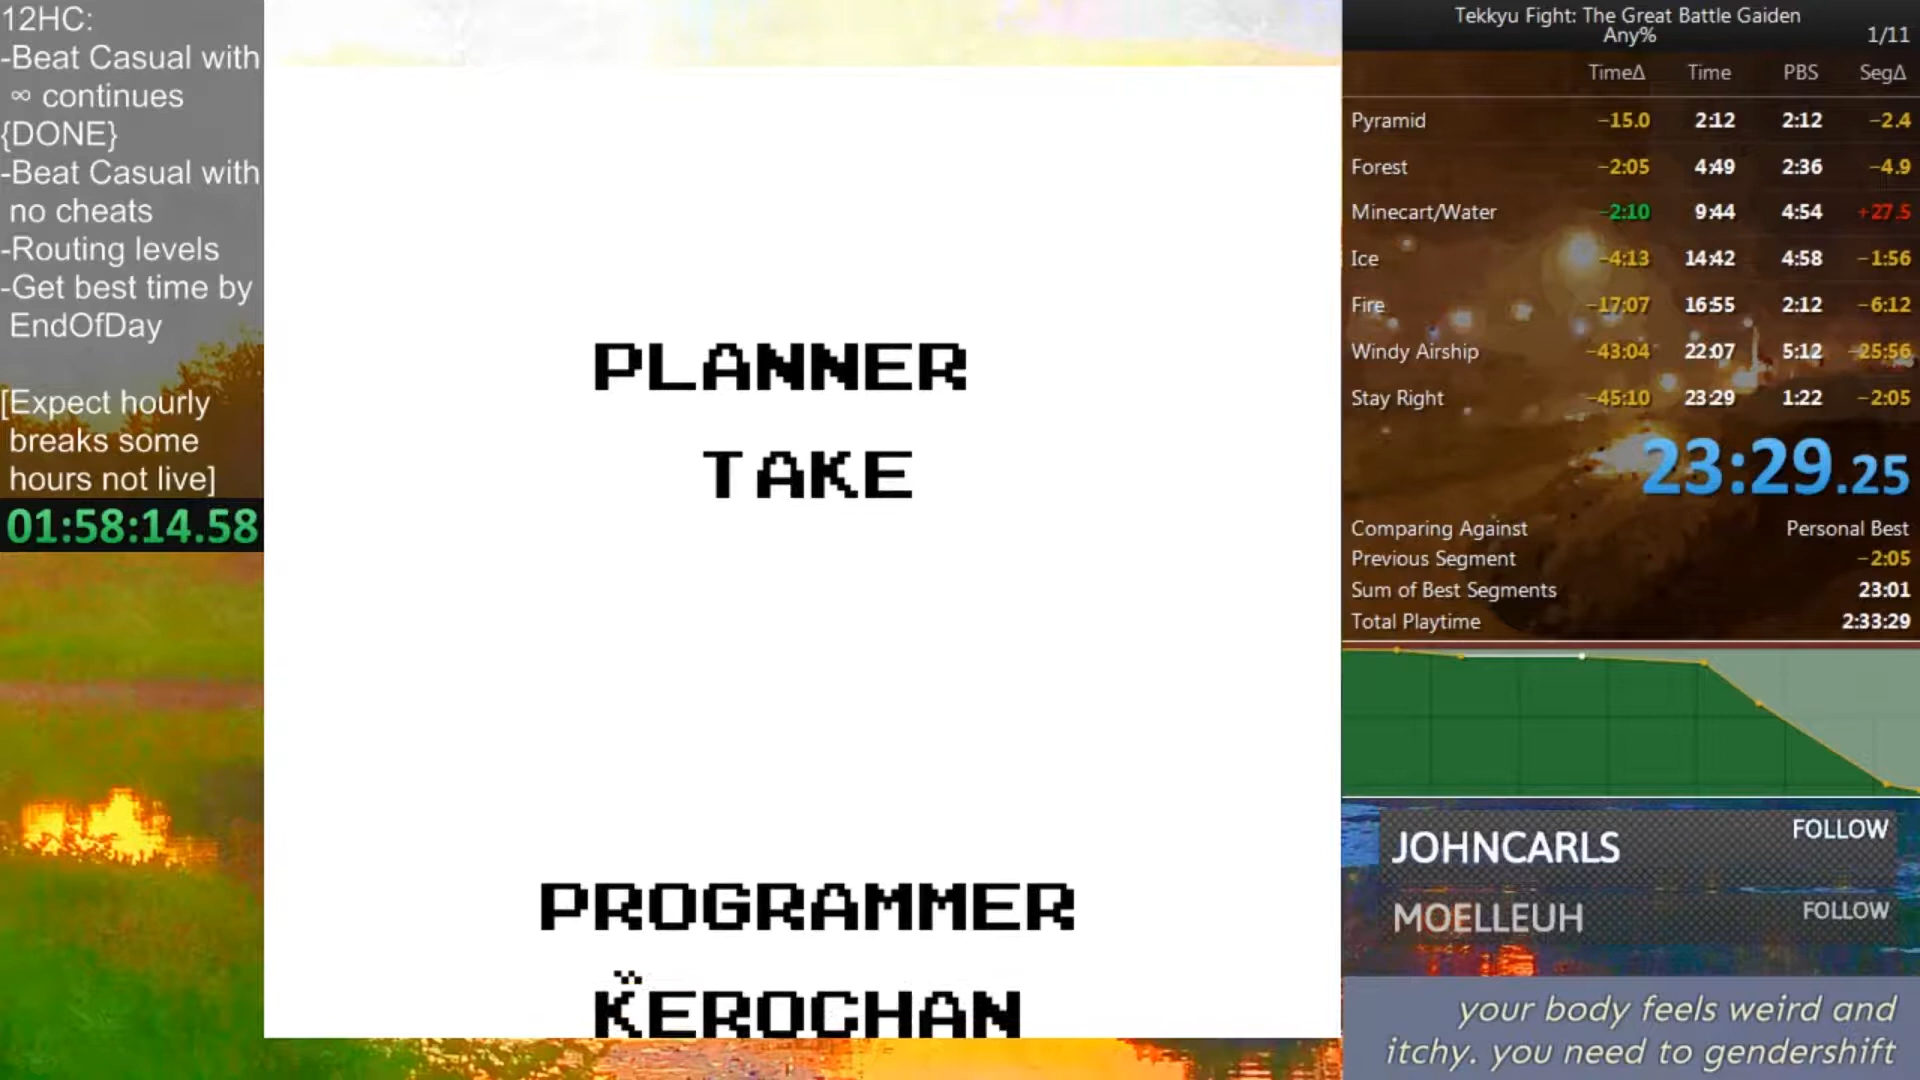 12HC:
-Beat Casual with
∞ continues
{DONE}
-Beat Casual with
no cheats
-Routing levels
-Get best time by
EndOfDay
[Expect hourly
breaks some
hours not live]
01:58:14.58
PLANNER
TAKE
PROGRAMMER
KEROCHAN
Tekkyu Fight: The Great Battle Gaiden
Any% 1/11
TimeΔ Time PBS SegΔ
Pyramid −15.0 2:12 2:12 −2.4
Forest −2:05 4:49 2:36 −4.9
Minecart/Water −2:10 9:44 4:54 +27.5
Ice −4:13 14:42 4:58 −1:56
Fire −17:07 16:55 2:12 −6:12
Windy Airship −43:04 22:07 5:12 −25:56
Stay Right −45:10 23:29 1:22 −2:05
23:29.25
Comparing Against Personal Best
Previous Segment −2:05
Sum of Best Segments 23:01
Total Playtime 2:33:29
JOHNCARLS FOLLOW
MOELLEUH FOLLOW
your body feels weird and
itchy. you need to gendershift